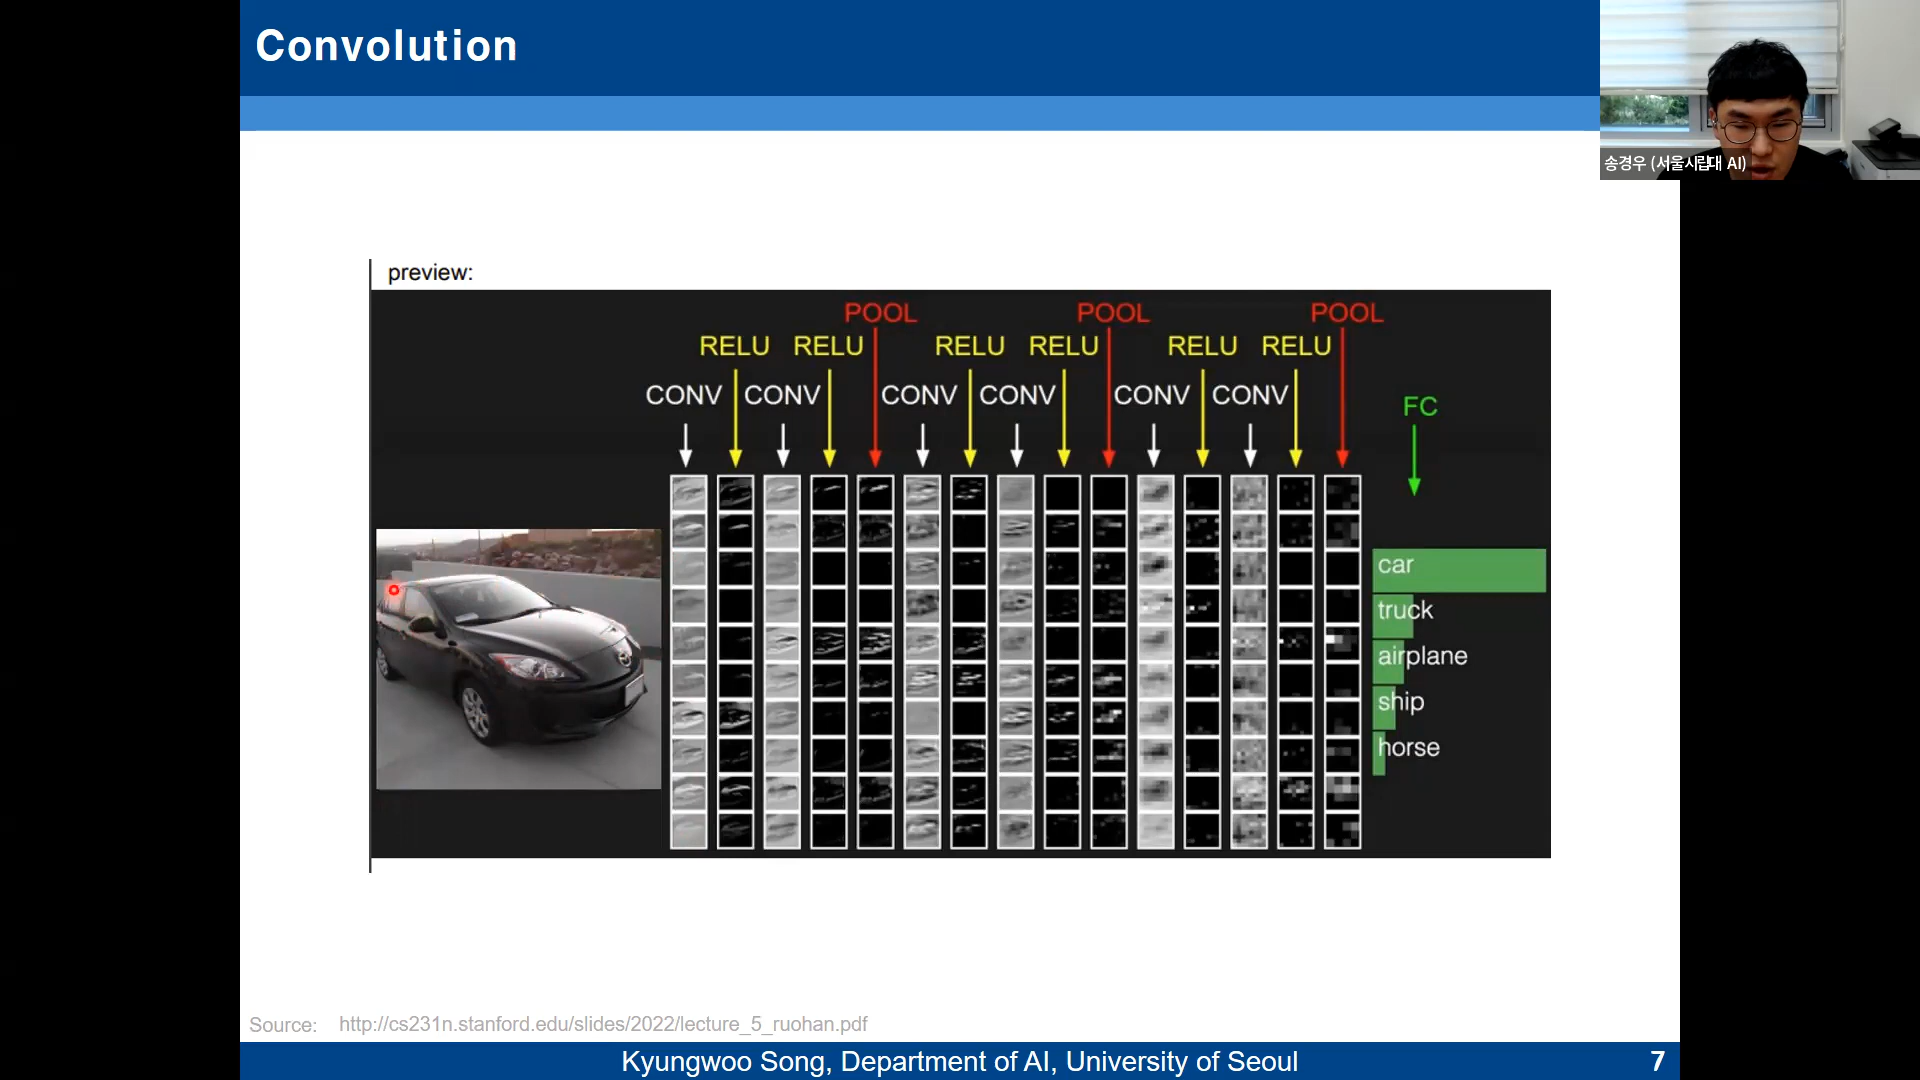 Convolution
송경우 (서울시립대 AI)
preview:
POOL POOL POOL
RELU RELU RELU RELU RELU RELU
CONV CONV CONV CONV CONV CONV
FC
car
truck
airplane
ship
horse
Source: http://cs231n.stanford.edu/slides/2022/lecture_5_ruohan.pdf
Kyungwoo Song, Department of AI, University of Seoul
7